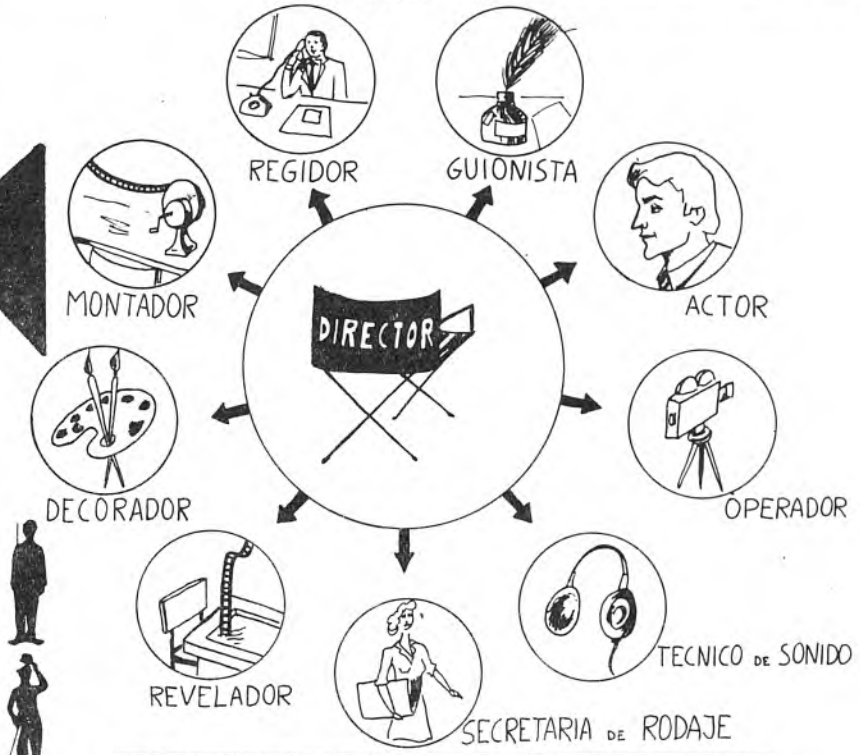 REGIDOR
GUIONISTA
MONTADOR
ACTOR
DIRECTOR
DECORADOR
OPERADOR
REVELADOR
TECNICO DE SONIDO
SECRETARIA DE RODAJE